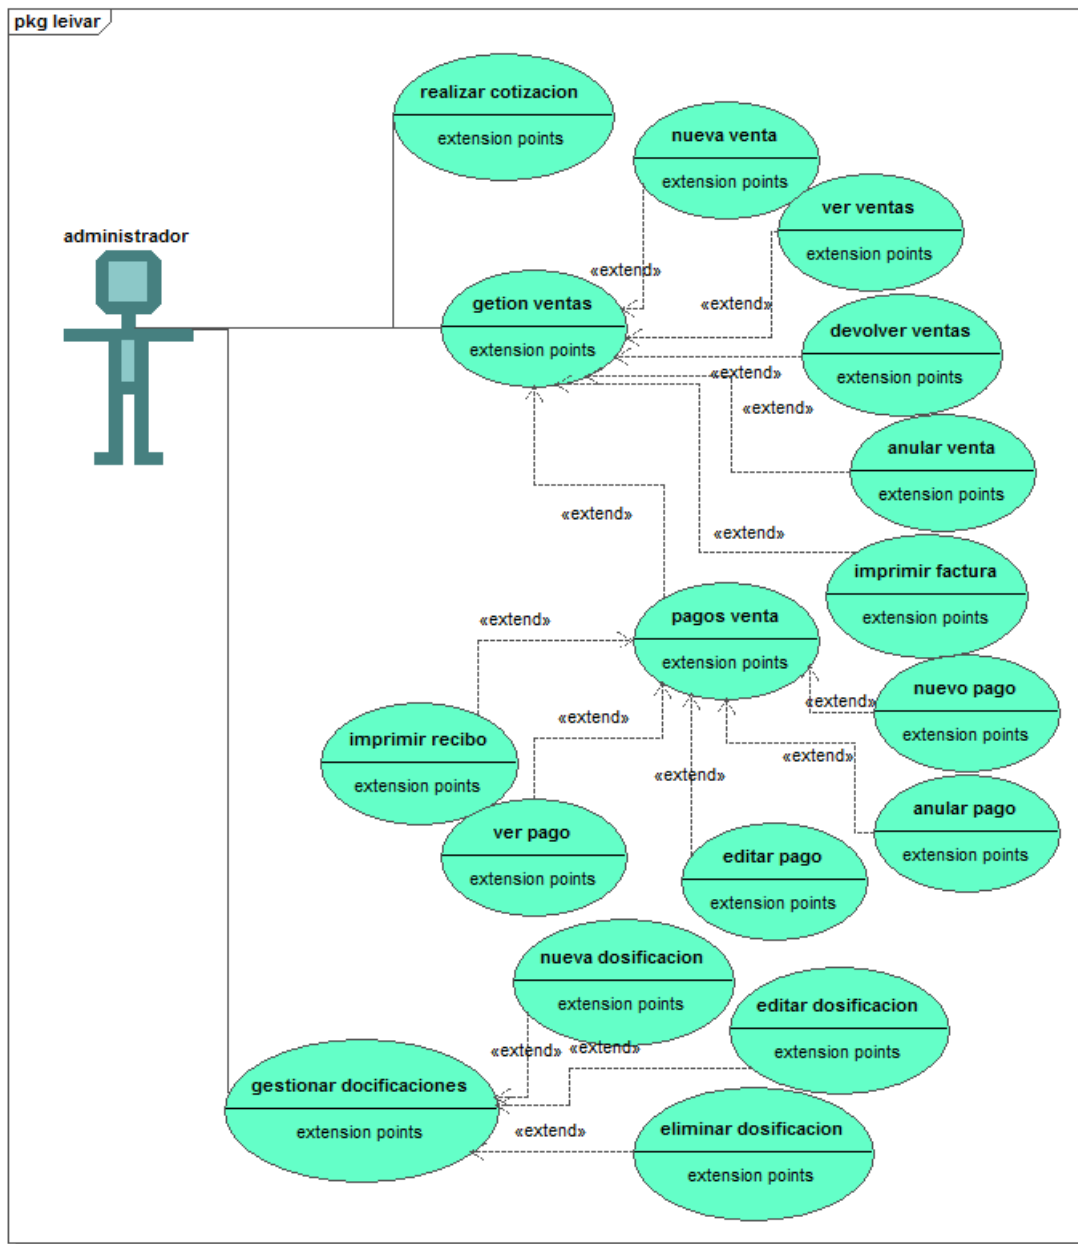 pkg leivar
realizar cotizacion
extension points
nueva venta
extension points
ver ventas
extension points
administrador
«extend»
«extend»
getion ventas
extension points
devolver ventas
extension points
«extend»
«extend»
anular venta
extension points
«extend»
«extend»
imprimir factura
extension points
pagos venta
extension points
«extend»
nuevo pago
extension points
«extend»
«extend»
imprimir recibo
extension points
«extend»
«extend»
anular pago
extension points
ver pago
extension points
editar pago
extension points
nueva dosificacion
extension points
editar dosificacion
extension points
«extend»
«extend»
gestionar docificaciones
extension points
«extend»
eliminar dosificacion
extension points